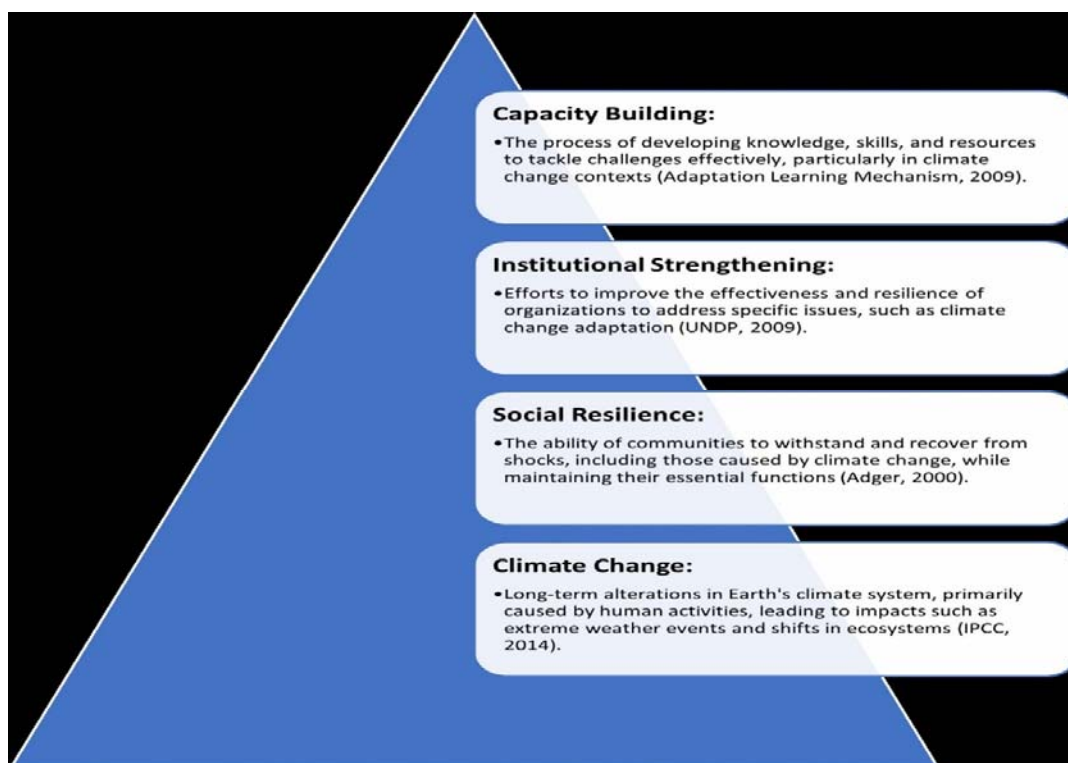 Capacity Building:
•The process of developing knowledge, skills, and resources
to tackle challenges effectively, particularly in climate
change contexts (Adaptation Learning Mechanism, 2009).
Institutional Strengthening:
•Efforts to improve the effectiveness and resilience of
organizations to address specific issues, such as climate
change adaptation (UNDP, 2009).
Social Resilience:
•The ability of communities to withstand and recover from
shocks, including those caused by climate change, while
maintaining their essential functions (Adger, 2000).
Climate Change:
•Long-term alterations in Earth's climate system, primarily
caused by human activities, leading to impacts such as
extreme weather events and shifts in ecosystems (IPCC,
2014).